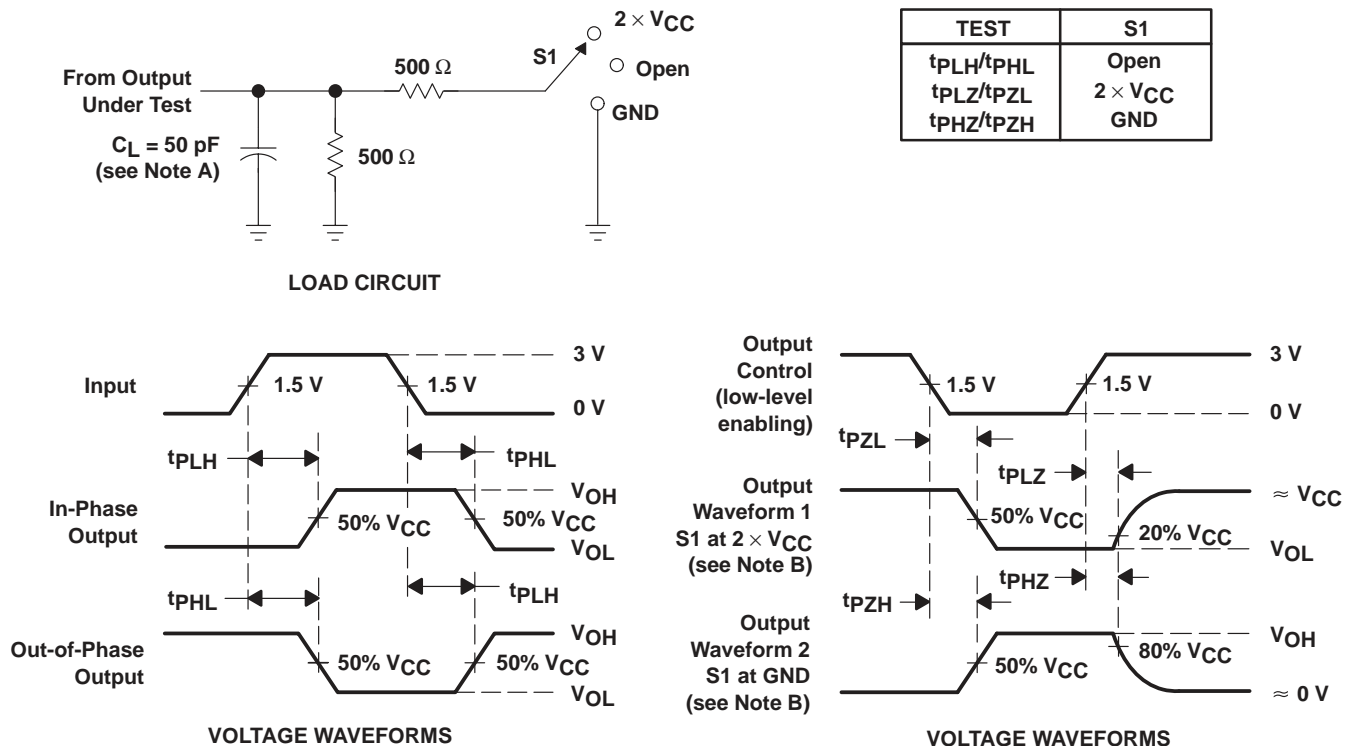 2 × VCC
S1
Open
GND
From Output
Under Test
500 Ω
CL = 50 pF
(see Note A)
500 Ω
LOAD CIRCUIT
TEST S1
tPLH/tPHL Open
tPLZ/tPZL 2 × VCC
tPHZ/tPZH GND
Input
3 V
1.5 V 1.5 V
0 V
tPLH tPHL
In-Phase
Output
VOH
50% VCC 50% VCC
VOL
tPHL tPLH
Out-of-Phase
Output
VOH
50% VCC 50% VCC
VOL
VOLTAGE WAVEFORMS
Output
Control
(low-level
enabling)
3 V
1.5 V 1.5 V
0 V
tPZL
tPLZ
Output
Waveform 1
S1 at 2 × VCC
(see Note B)
≈ VCC
50% VCC 20% VCC
VOL
tPHZ
tPZH
Output
Waveform 2
S1 at GND
(see Note B)
VOH
50% VCC 80% VCC
≈ 0 V
VOLTAGE WAVEFORMS